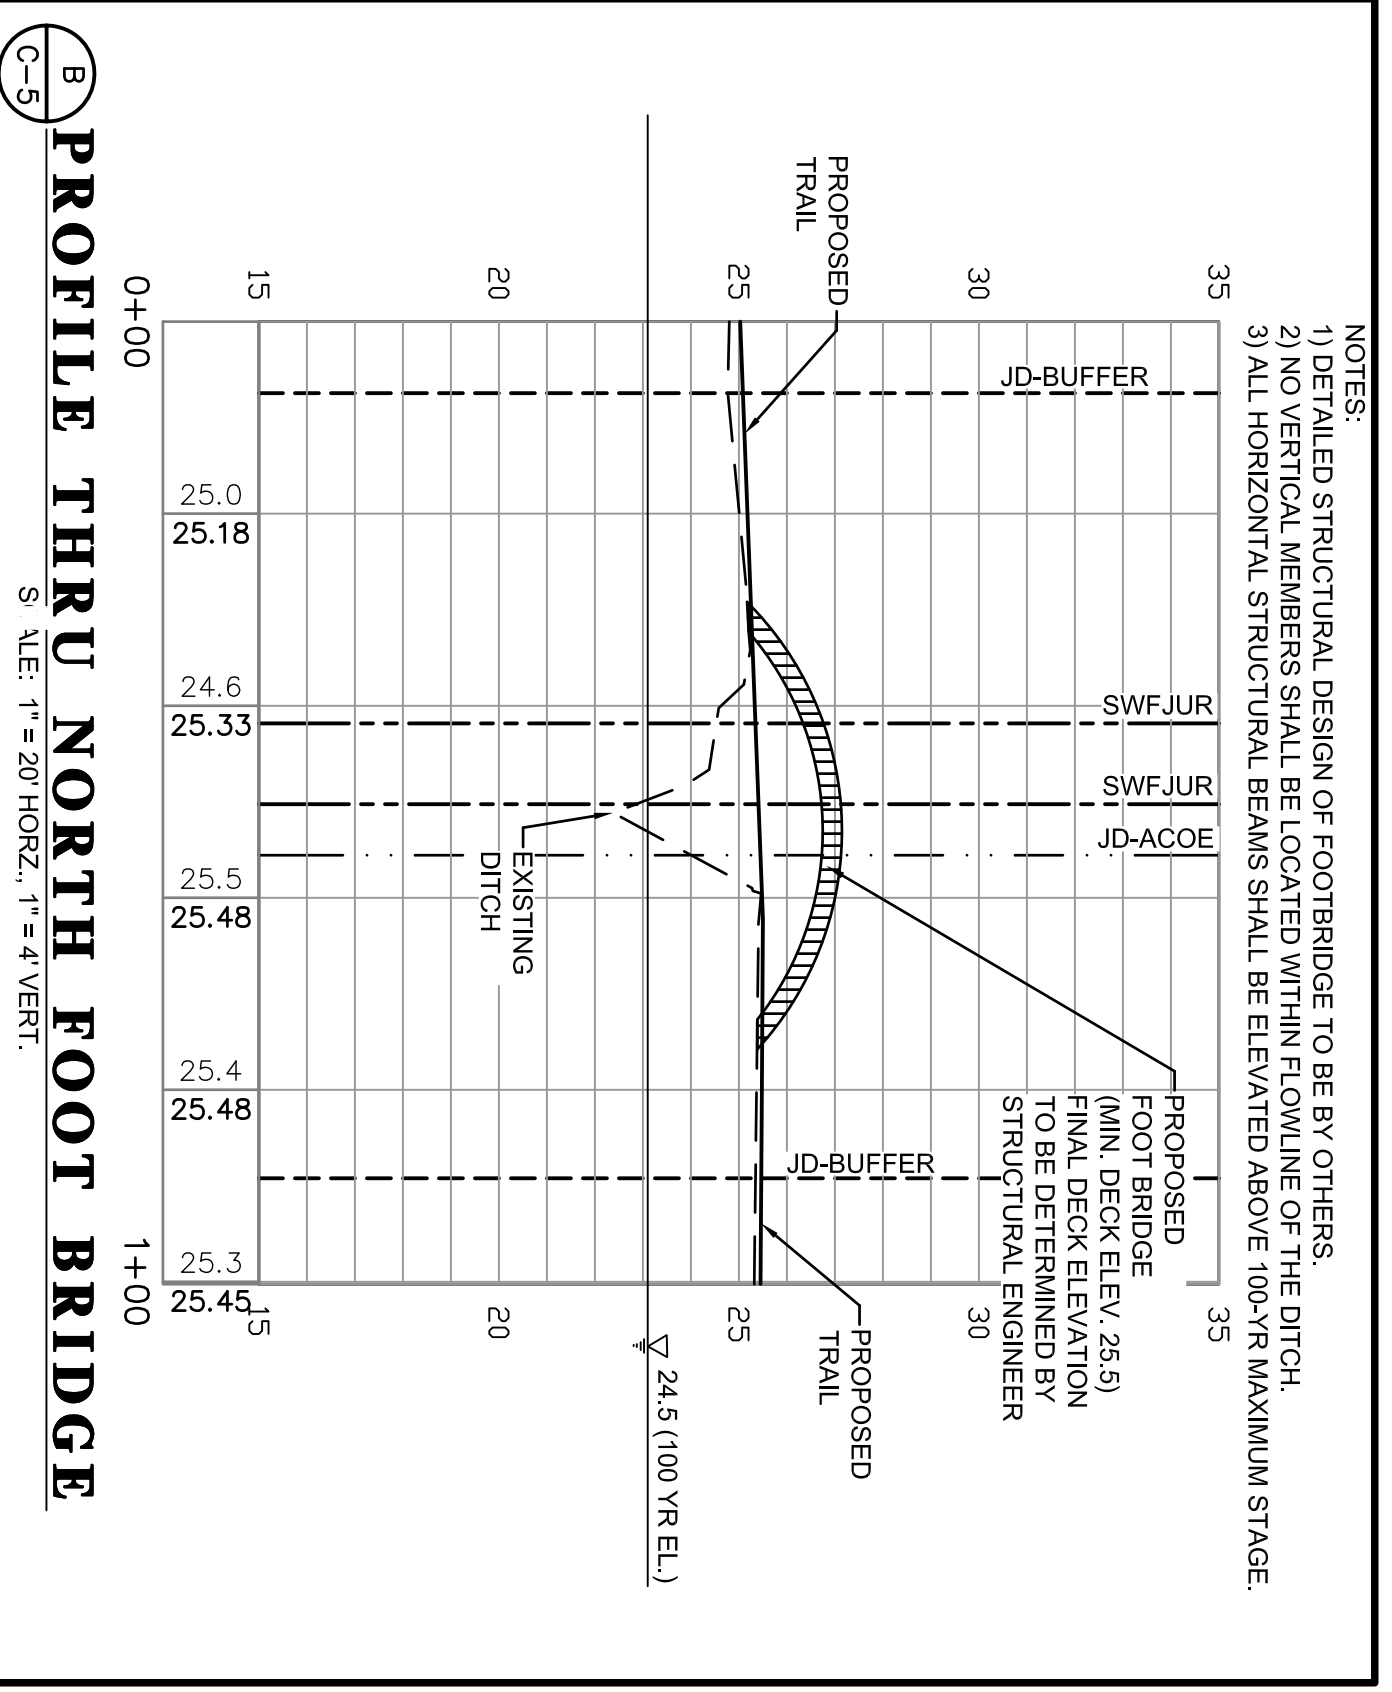 NOTES:
1) DETAILED STRUCTURAL DESIGN OF FOOTBRIDGE TO BE BY OTHERS.
2) NO VERTICAL MEMBERS SHALL BE LOCATED WITHIN FLOWLINE OF THE DITCH.
3) ALL HORIZONTAL STRUCTURAL BEAMS SHALL BE ELEVATED ABOVE 100-YR MAXIMUM STAGE.
35
35
JD-BUFFER
SWFJUR
SWFJUR
JD-ACOE
JD-BUFFER
PROPOSED
FOOT BRIDGE
(MIN. DECK ELEV. 25.5)
FINAL DECK ELEVATION
TO BE DETERMINED BY
STRUCTURAL ENGINEER
30
30
PROPOSED
TRAIL
PROPOSED
TRAIL
25
25
24.5 (100 YR EL.)
EXISTING
DITCH
20
20
15
15
25.0
25.18
24.6
25.33
25.5
25.48
25.4
25.48
25.3
25.45
0+00
1+00
B
C-5
PROFILE THRU NORTH FOOT BRIDGE
SCALE: 1" = 20' HORZ., 1" = 4' VERT.